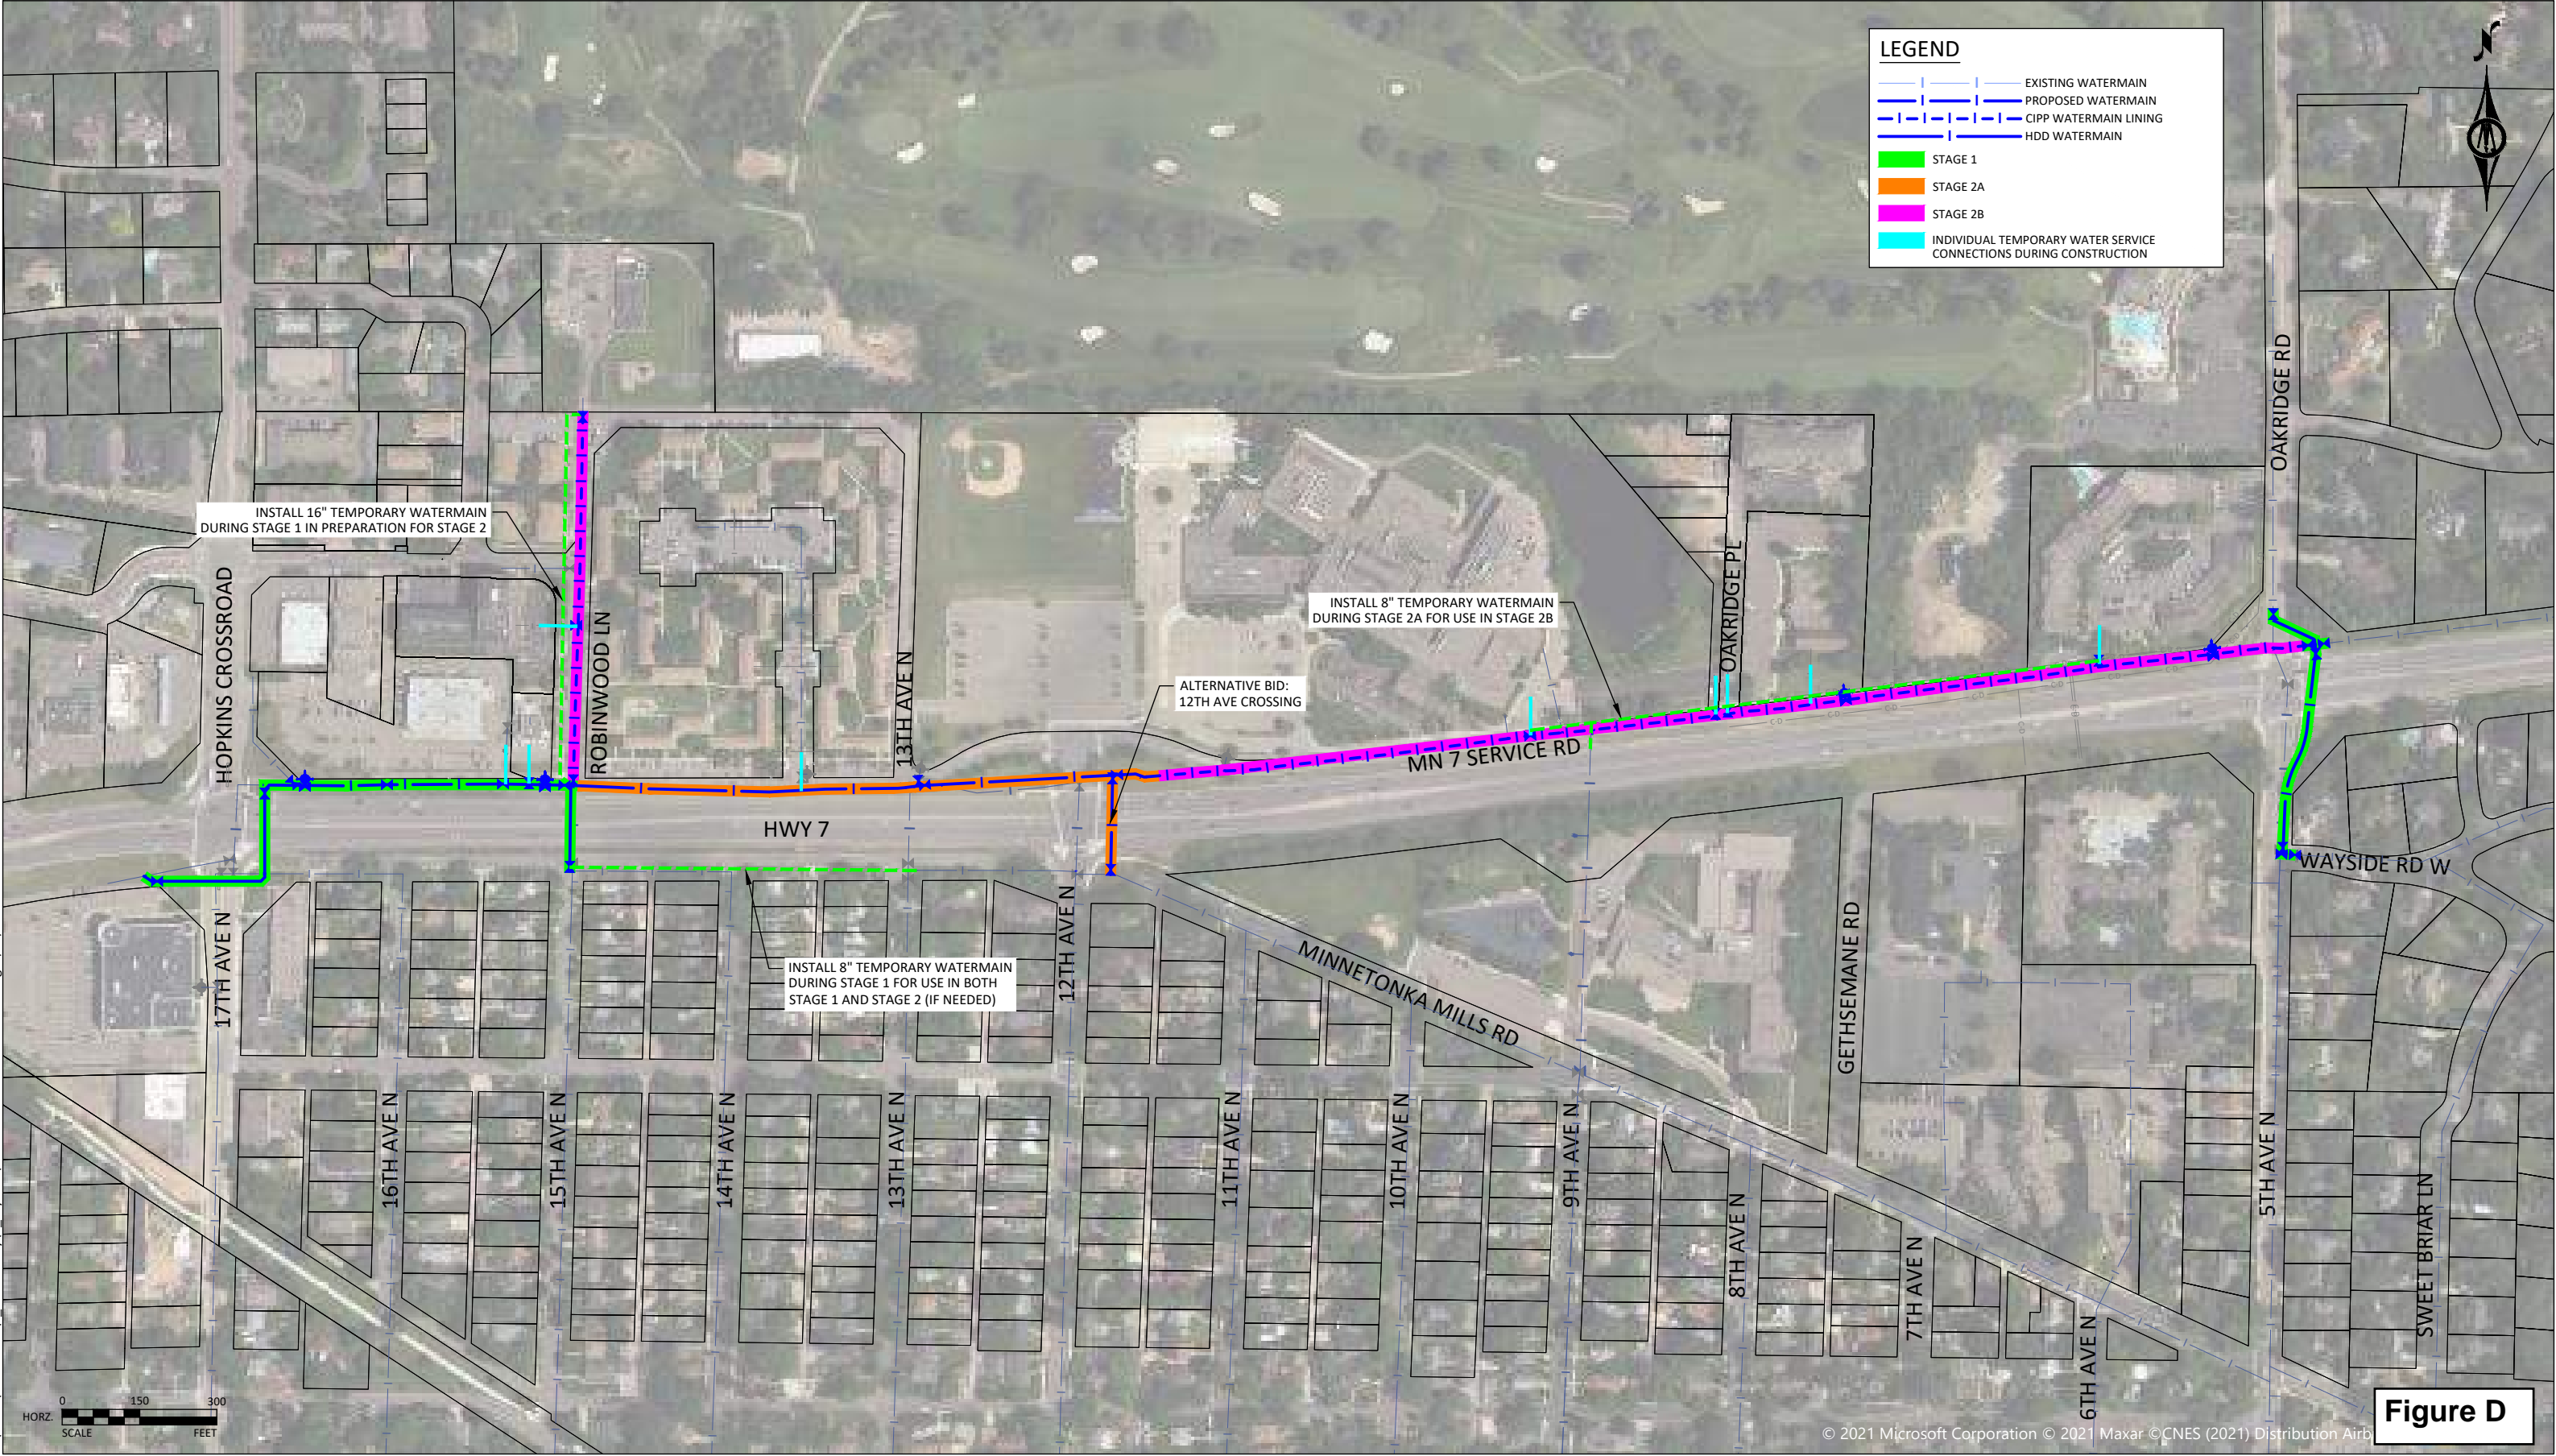 LEGEND
EXISTING WATERMAIN
PROPOSED WATERMAIN
CIPP WATERMAIN LINING
HDD WATERMAIN
STAGE 1
STAGE 2A
STAGE 2B
INDIVIDUAL TEMPORARY WATER SERVICE
CONNECTIONS DURING CONSTRUCTION
N
OAKRIDGE RD
INSTALL 16" TEMPORARY WATERMAIN
DURING STAGE 1 IN PREPARATION FOR STAGE 2
HOPKINS CROSSROAD
ROBINWOOD LN
13TH AVE N
INSTALL 8" TEMPORARY WATERMAIN
DURING STAGE 2A FOR USE IN STAGE 2B
OAKRIDGE PL
ALTERNATIVE BID:
12TH AVE CROSSING
MN 7 SERVICE RD
HWY 7
WAYSIDE RD W
17TH AVE N
12TH AVE N
INSTALL 8" TEMPORARY WATERMAIN
DURING STAGE 1 FOR USE IN BOTH
STAGE 1 AND STAGE 2 (IF NEEDED)
MINNETONKA MILLS RD
GETHSEMANE RD
16TH AVE N
15TH AVE N
14TH AVE N
13TH AVE N
11TH AVE N
10TH AVE N
9TH AVE N
8TH AVE N
7TH AVE N
6TH AVE N
5TH AVE N
SWEET BRIAR LN
0 150 300
HORZ.
SCALE FEET
Figure D
© 2021 Microsoft Corporation © 2021 Maxar ©CNES (2021) Distribution Airb